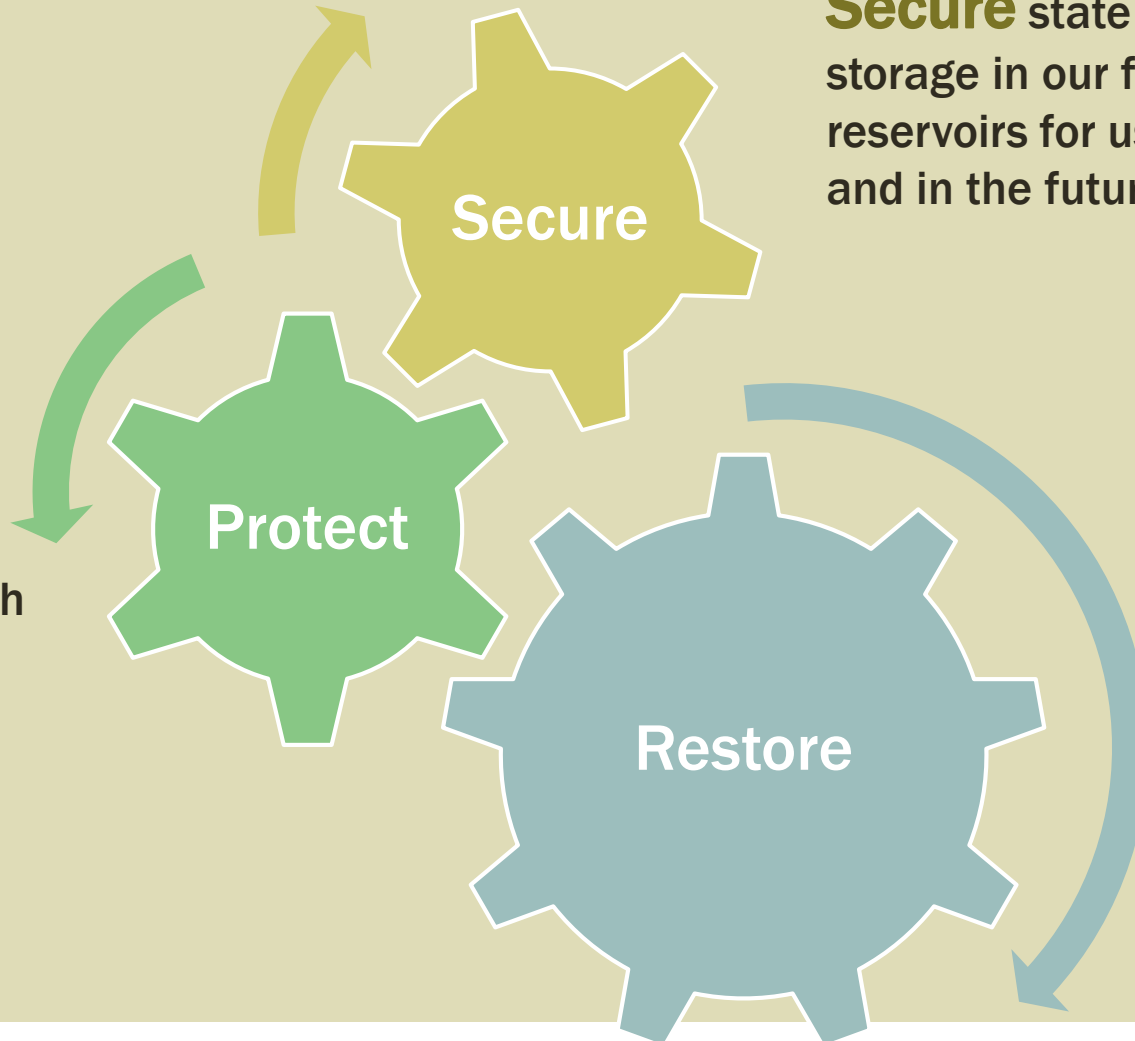 Secure state
storage in our f
reservoirs for us
and in the futur
Secure
Protect
h
Restore